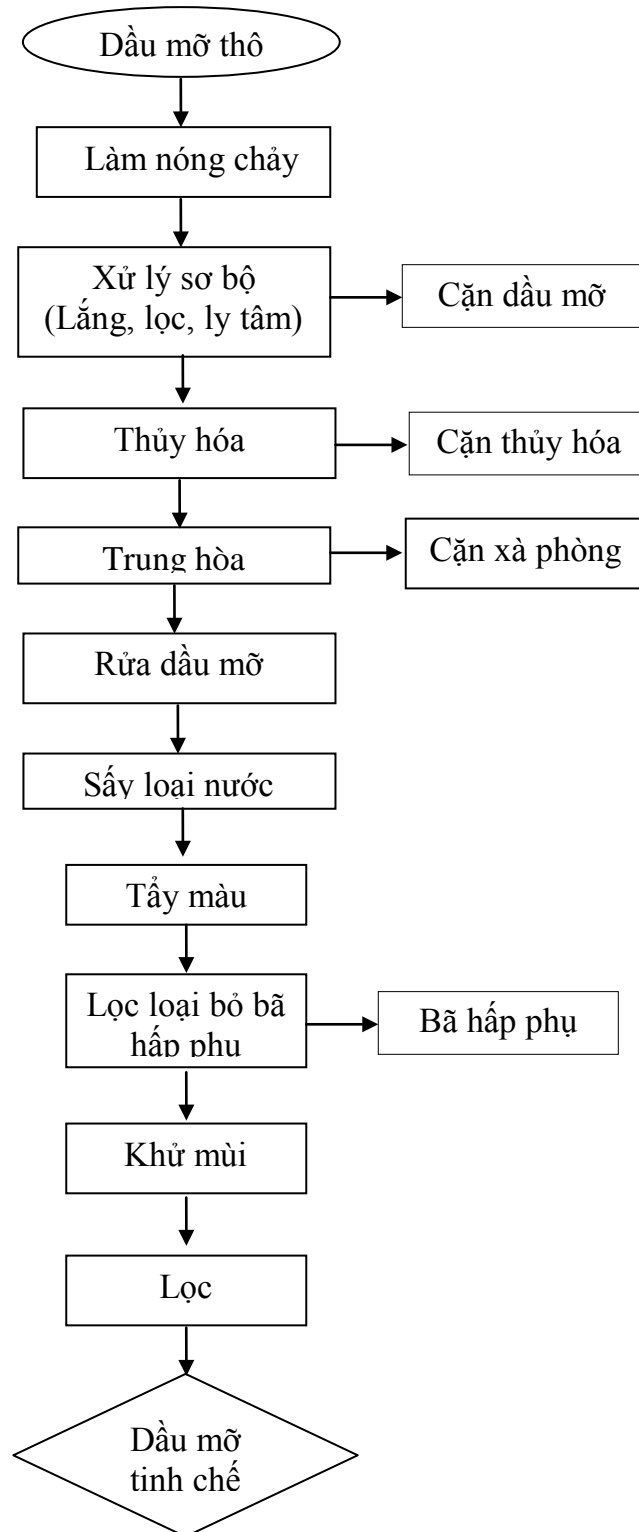 Dầu mỡ thô
Làm nóng chảy
Xử lý sơ bộ
(Lắng, lọc, ly tâm)
Cặn dầu mỡ
Thủy hóa
Cặn thủy hóa
Trung hòa
Cặn xà phòng
Rửa dầu mỡ
Sấy loại nước
Tẩy màu
Lọc loại bỏ bã
hấp phụ
Bã hấp phụ
Khử mùi
Lọc
Dầu mỡ
tinh chế